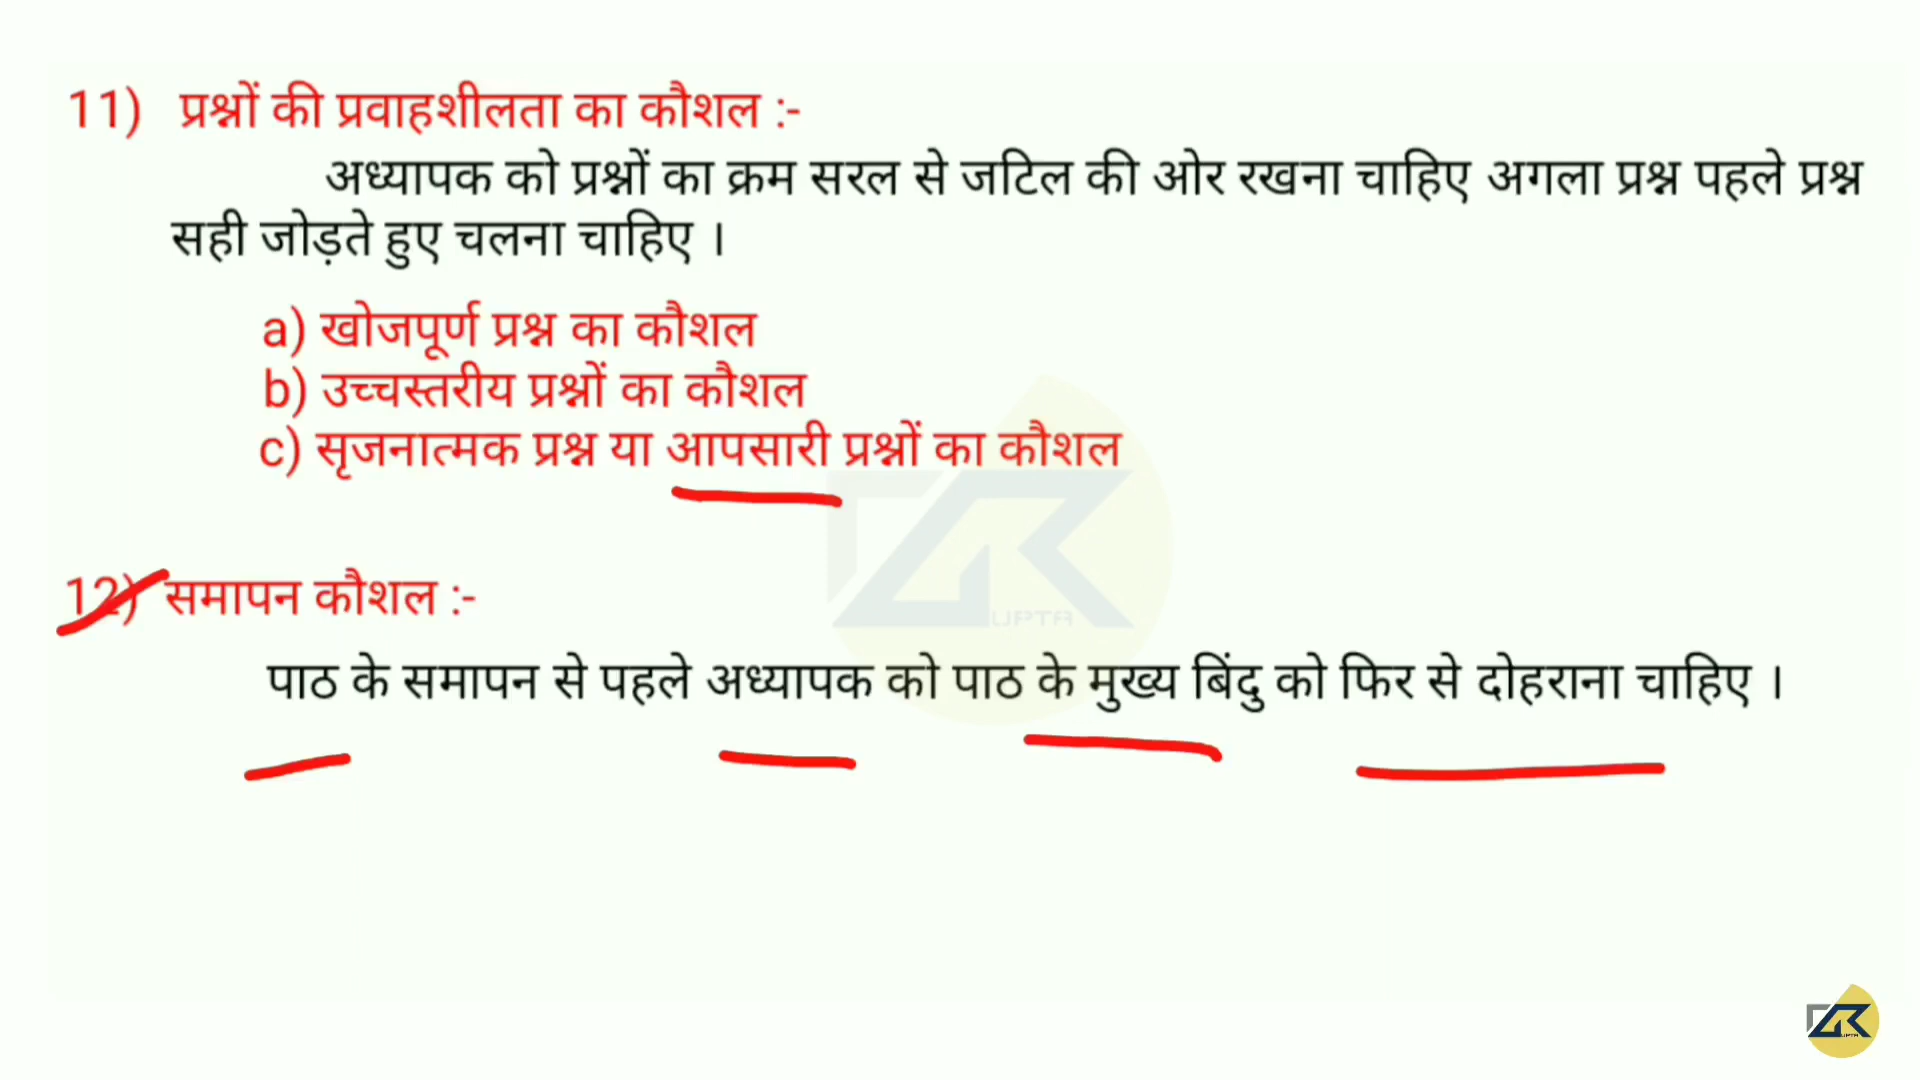 11) प्रश्नों की प्रवाहशीलता का कौशल :-
अध्यापक को प्रश्नों का क्रम सरल से जटिल की ओर रखना चाहिए अगला प्रश्न पहले प्रश्न
सही जोड़ते हुए चलना चाहिए ।
a) खोजपूर्ण प्रश्न का कौशल
b) उच्चस्तरीय प्रश्नों का कौशल
c) सृजनात्मक प्रश्न या आपसारी प्रश्नों का कौशल
12) समापन कौशल :-
पाठ के समापन से पहले अध्यापक को पाठ के मुख्य बिंदु को फिर से दोहराना चाहिए ।